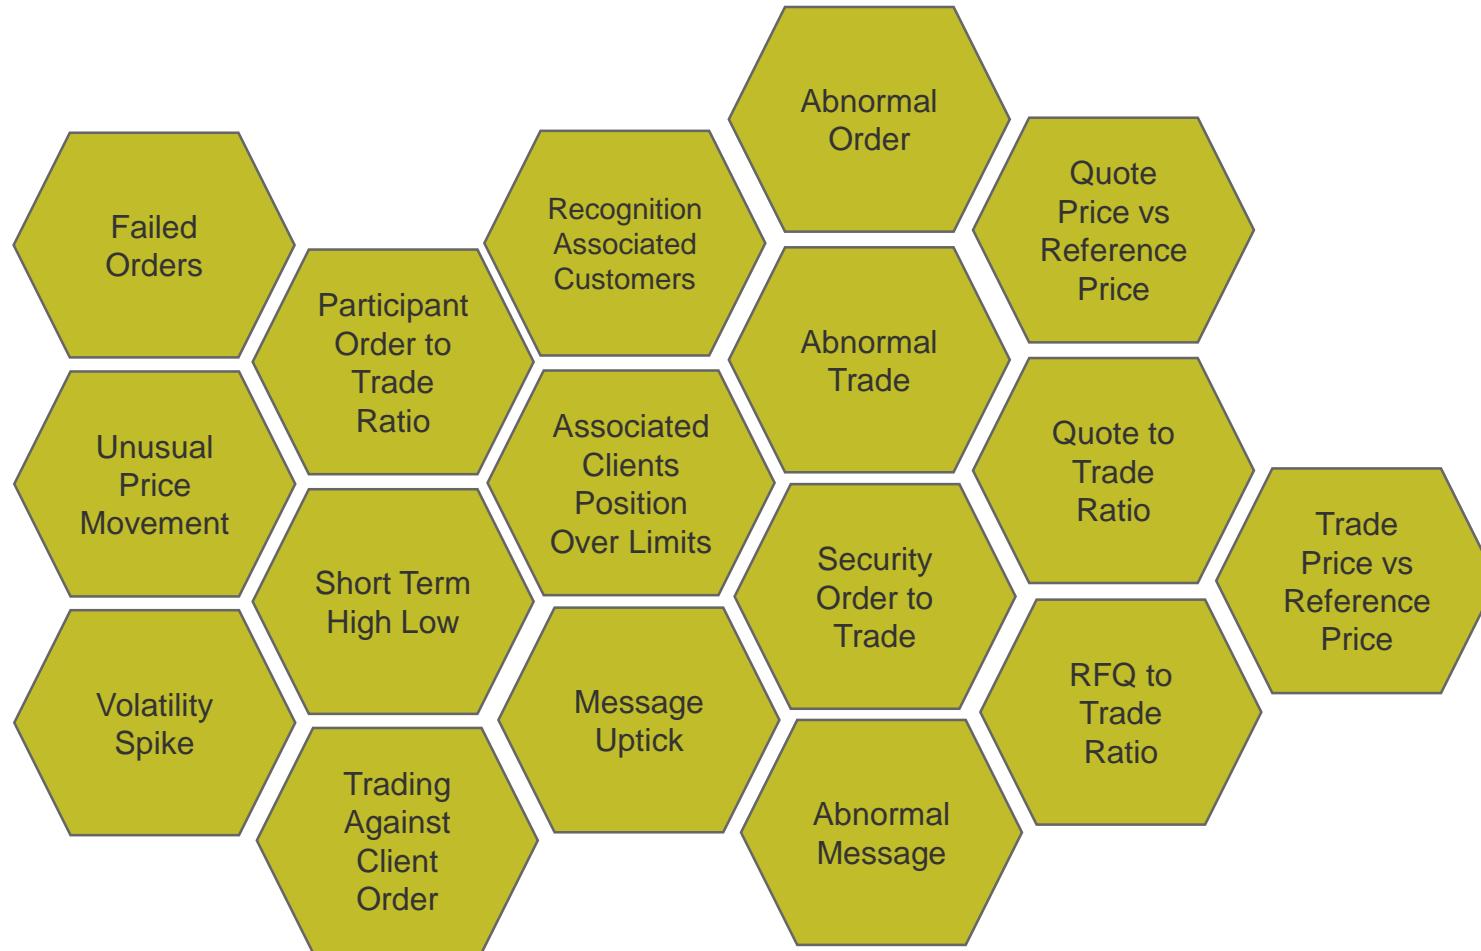 Failed
Orders
Unusual
Price
Movement
Volatility
Spike
Participant
Order to
Trade
Ratio
Short Term
High Low
Trading
Against
Client
Order
Recognition
Associated
Customers
Associated
Clients
Position
Over Limits
Message
Uptick
Abnormal
Order
Abnormal
Trade
Security
Order to
Trade
Abnormal
Message
Quote
Price vs
Reference
Price
Quote to
Trade
Ratio
RFQ to
Trade
Ratio
Trade
Price vs
Reference
Price